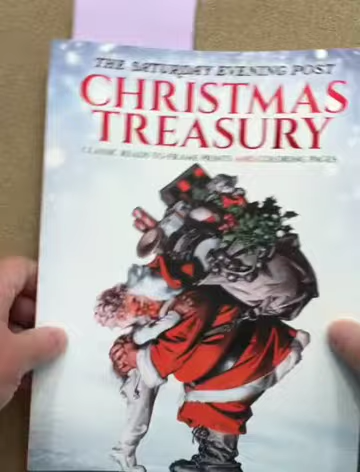 THE SATURDAY EVENING POST
CHRISTMAS
TREASURY
CLASSIC READY-TO-FRAME PRINTS AND COLORING PAGES